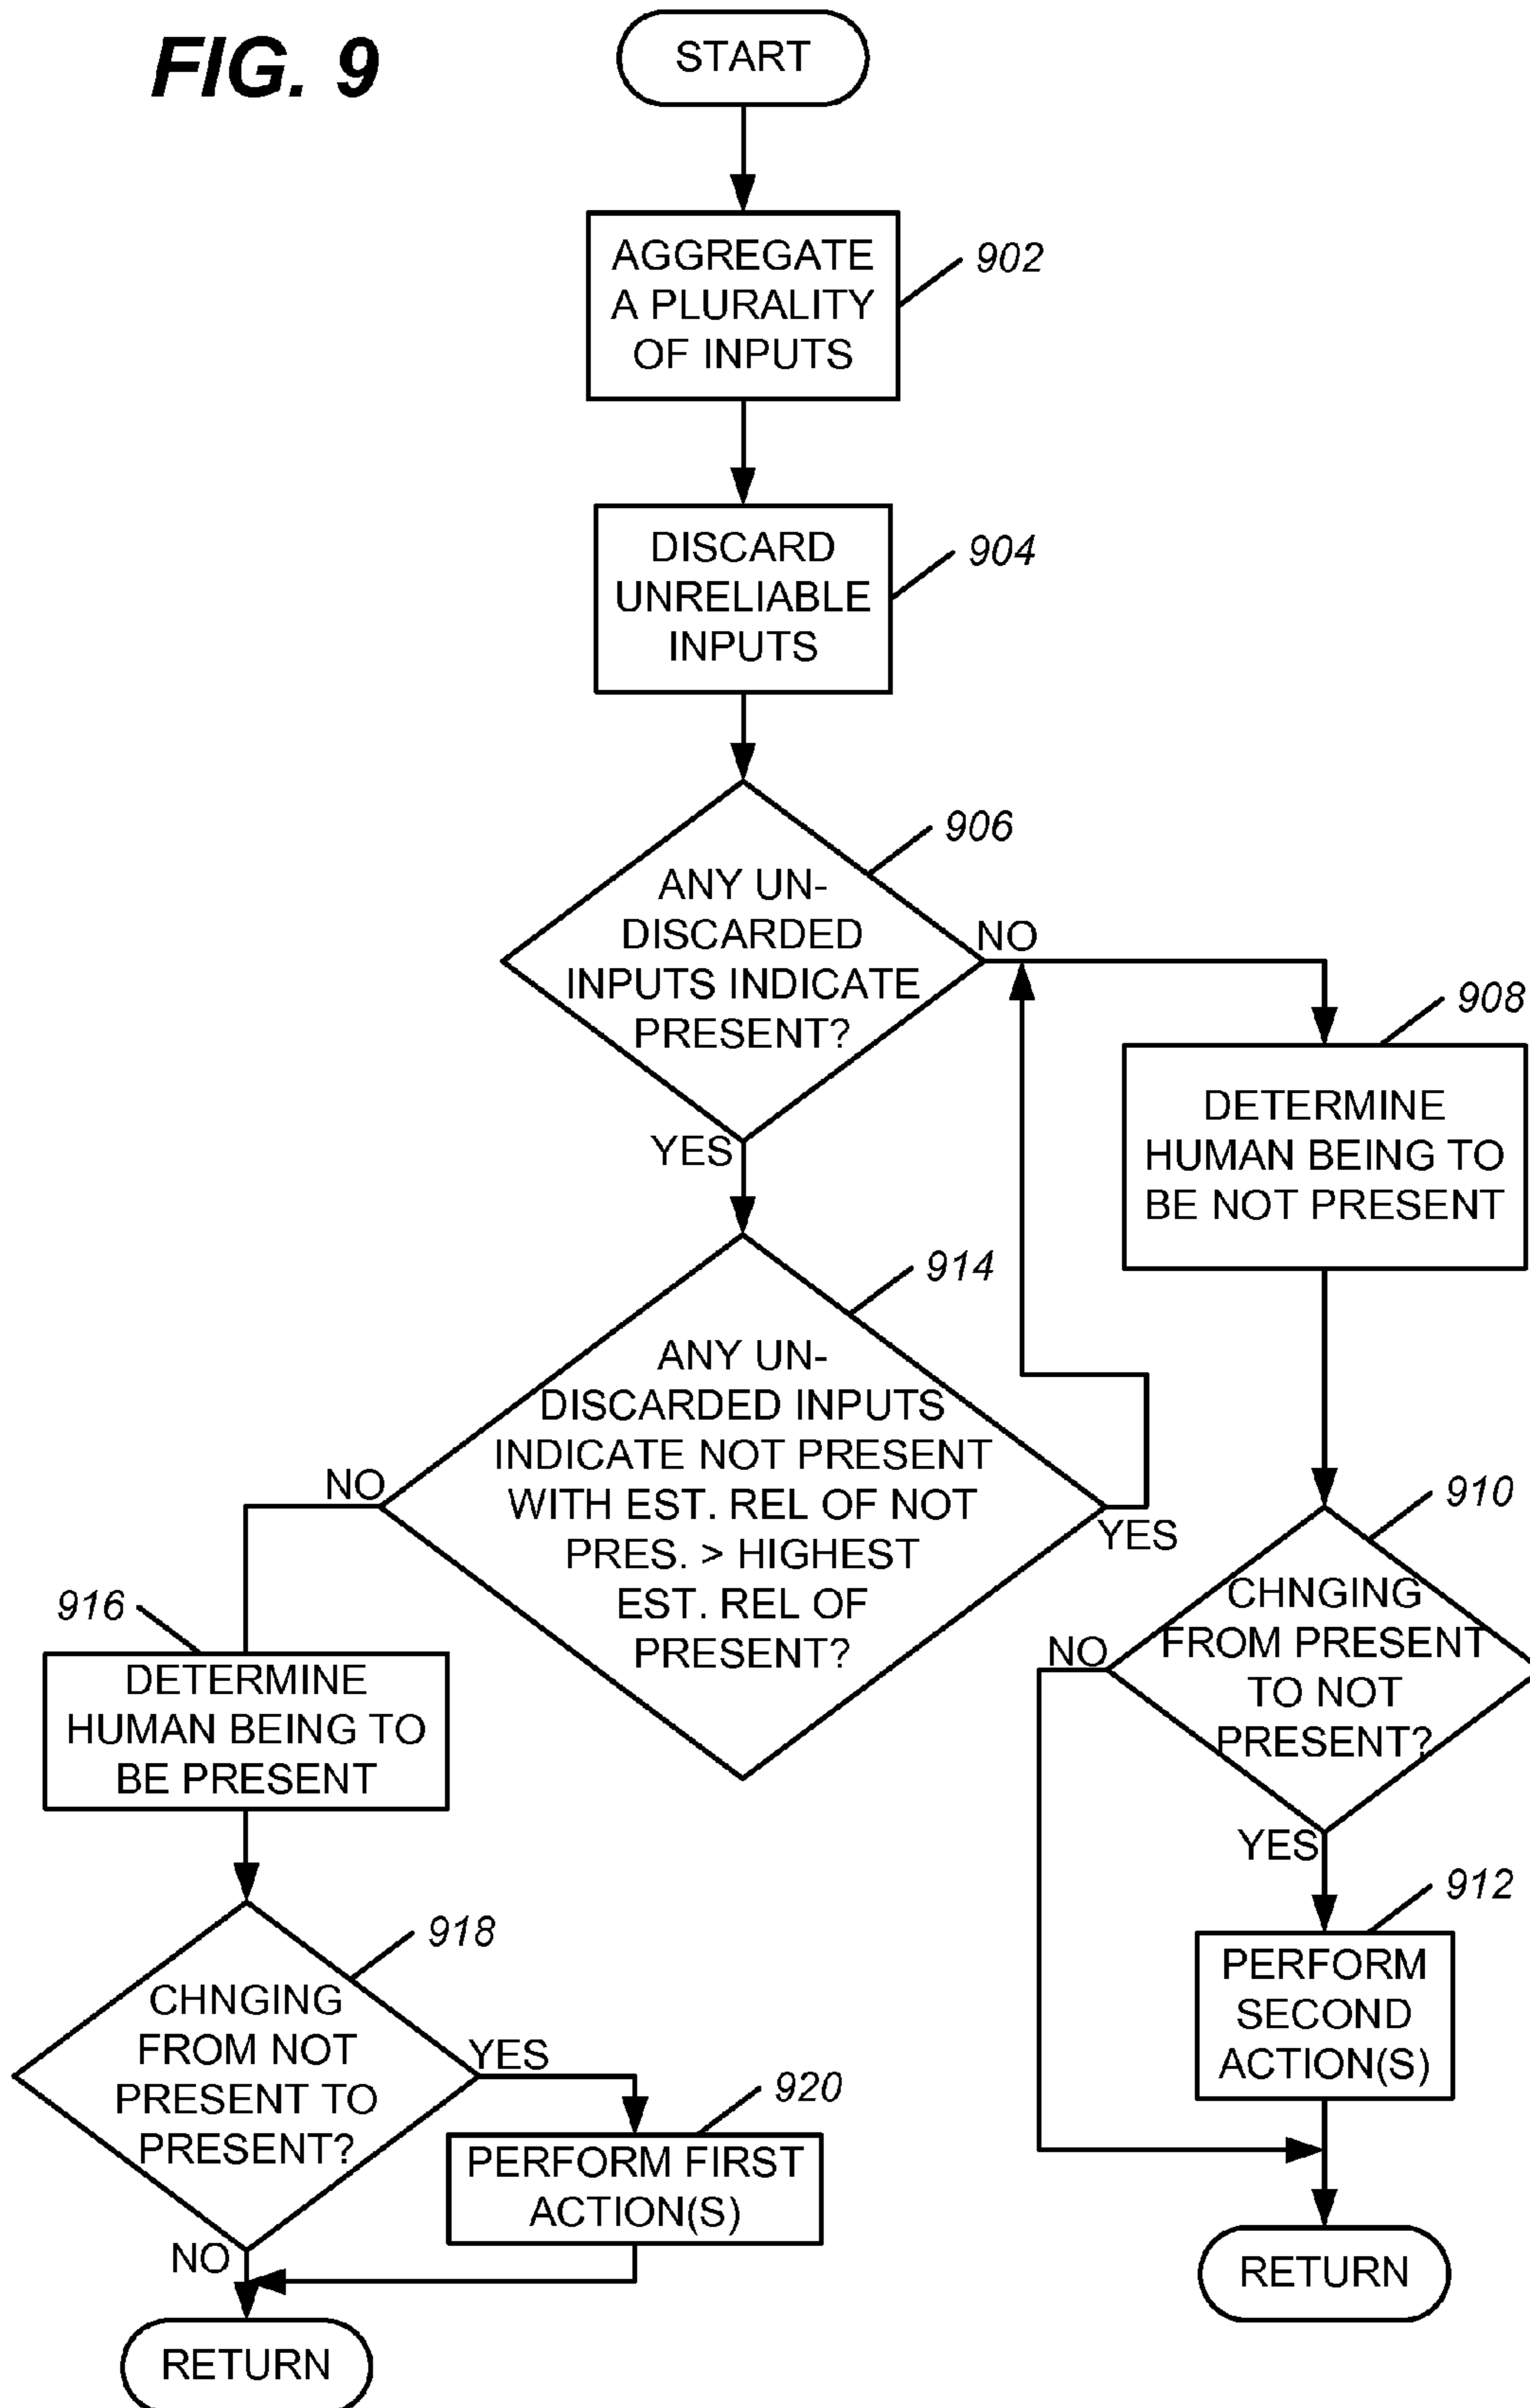 FIG. 9
START
AGGREGATE
A PLURALITY
OF INPUTS
902
DISCARD
UNRELIABLE
INPUTS
904
906
ANY UN-
DISCARDED
INPUTS INDICATE
PRESENT?
NO
YES
908
DETERMINE
HUMAN BEING TO
BE NOT PRESENT
914
ANY UN-
DISCARDED INPUTS
INDICATE NOT PRESENT
WITH EST. REL OF NOT
PRES. > HIGHEST
EST. REL OF
PRESENT?
NO
YES
910
CHNGING
FROM PRESENT
TO NOT
PRESENT?
NO
YES
916
DETERMINE
HUMAN BEING TO
BE PRESENT
912
PERFORM
SECOND
ACTION(S)
918
CHNGING
FROM NOT
PRESENT TO
PRESENT?
YES
NO
920
PERFORM FIRST
ACTION(S)
RETURN
RETURN